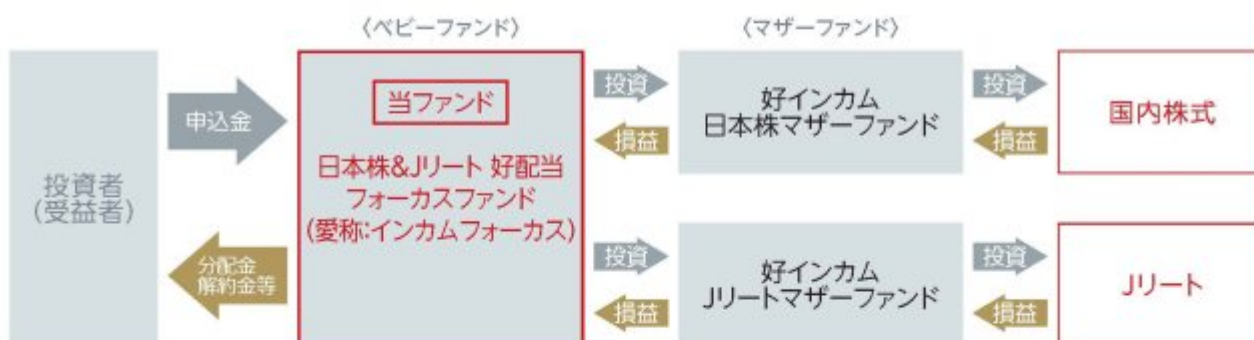 〈ベビーファンド〉
〈マザーファンド〉
投資者
(受益者)
申込金
分配金
解約金等
当ファンド
日本株&Jリート 好配当
フォーカスファンド
(愛称:インカムフォーカス)
投資
損益
好インカム
日本株マザーファンド
投資
損益
国内株式
投資
損益
好インカム
Jリートマザーファンド
投資
損益
Jリート